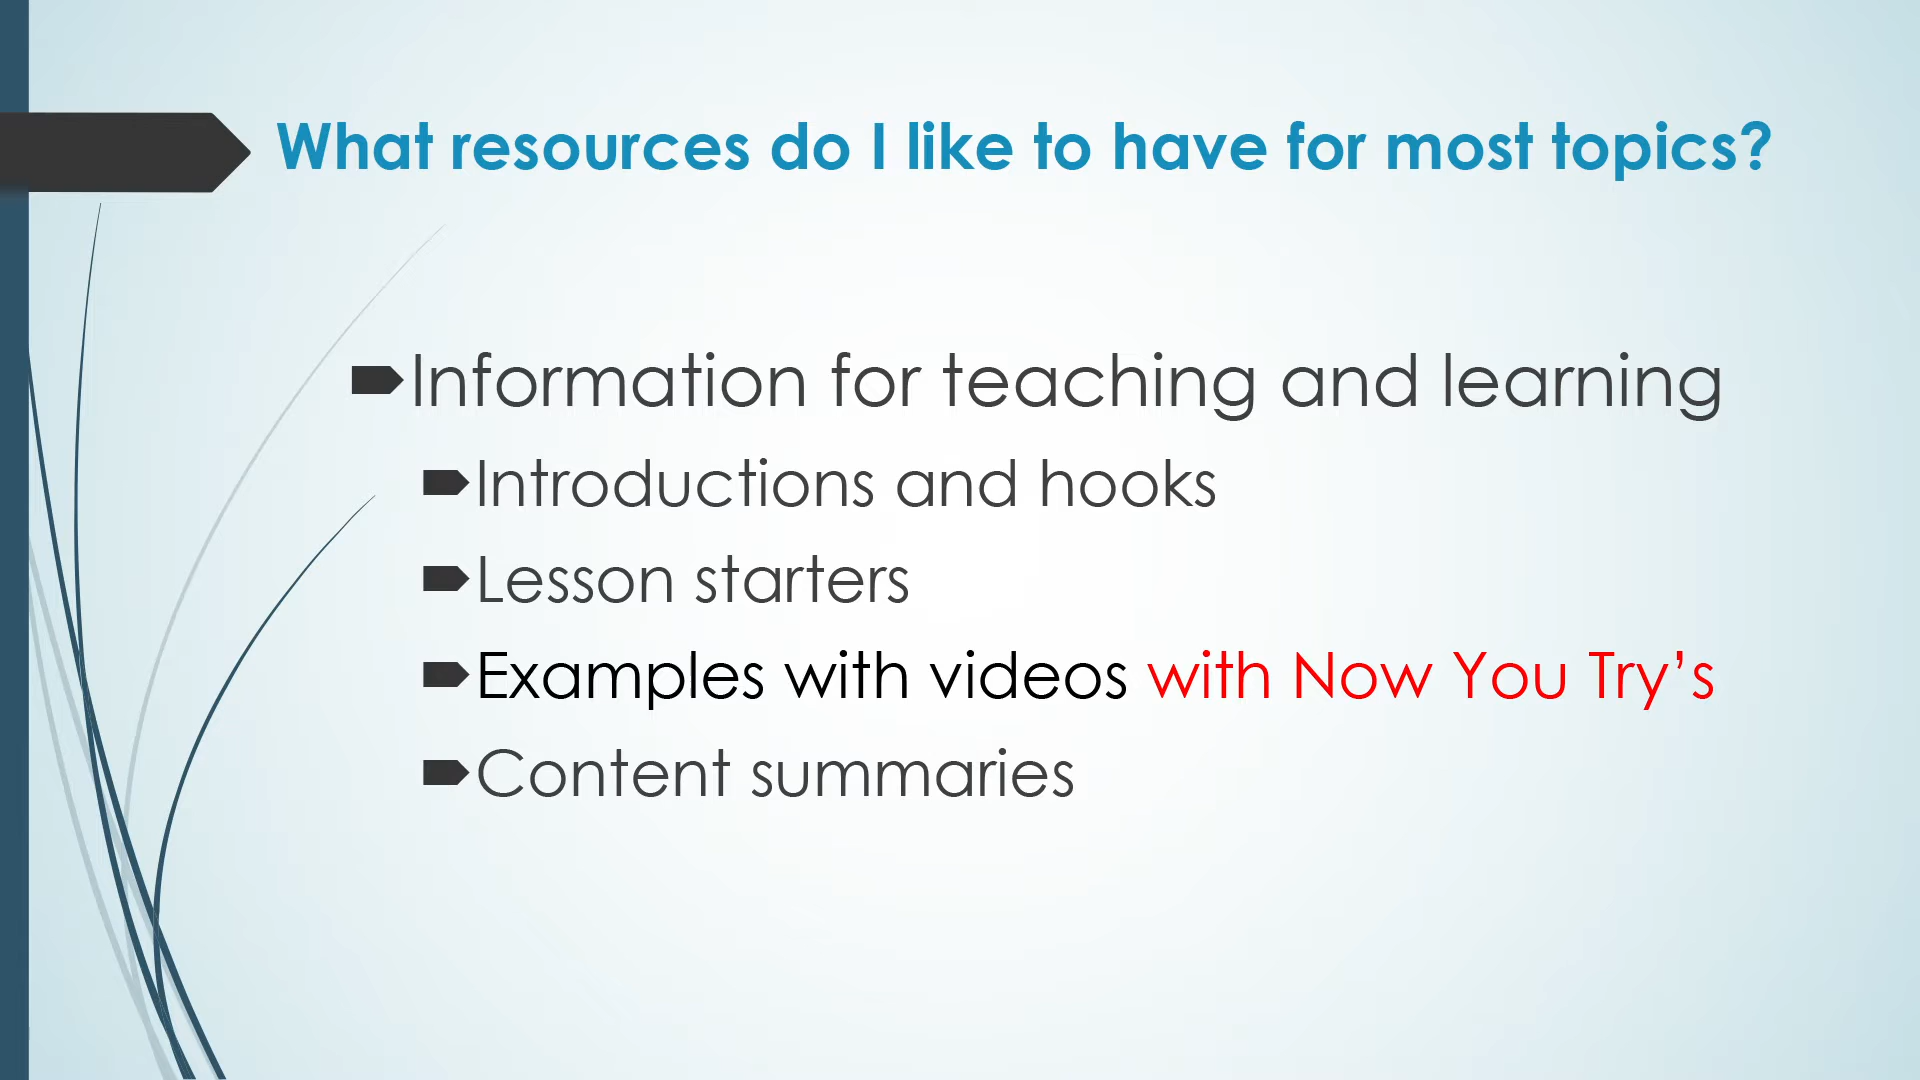 What resources do I like to have for most topics?
Information for teaching and learning
Introductions and hooks
Lesson starters
Examples with videos with Now You Try’s
Content summaries